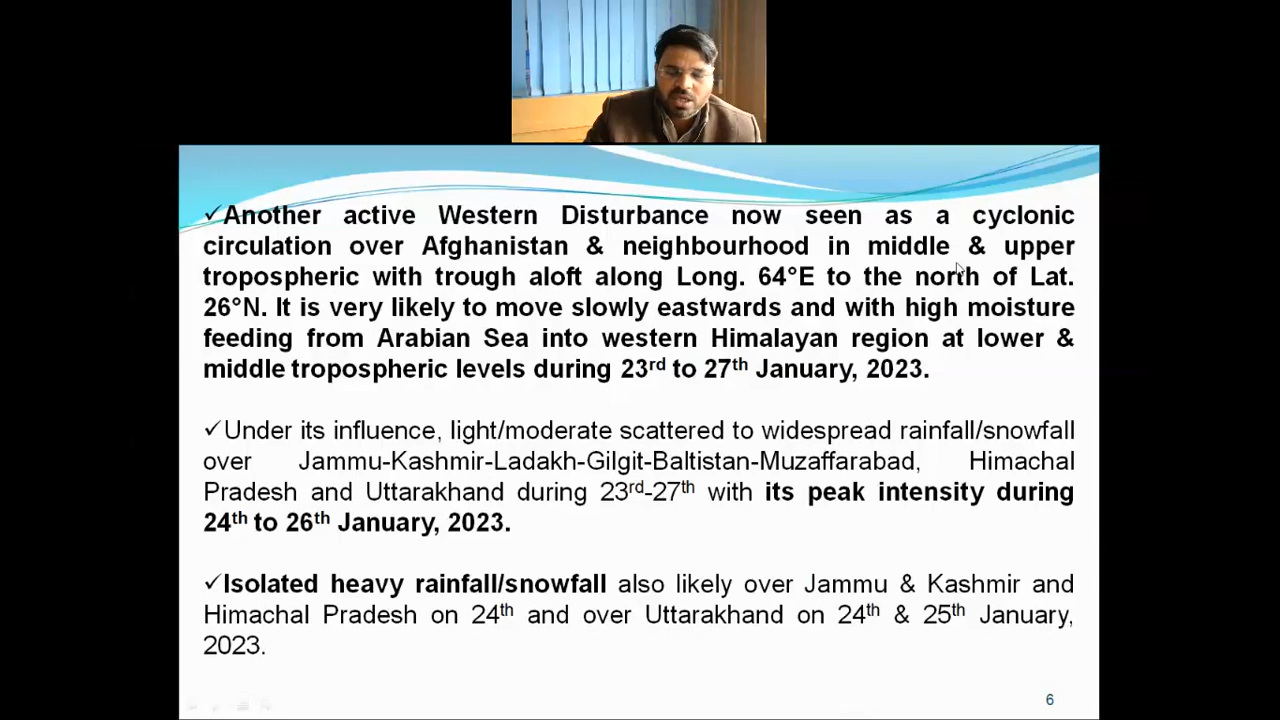 ✓Another active Western Disturbance now seen as a cyclonic
circulation over Afghanistan & neighbourhood in middle & upper
tropospheric with trough aloft along Long. 64°E to the north of Lat.
26°N. It is very likely to move slowly eastwards and with high moisture
feeding from Arabian Sea into western Himalayan region at lower &
middle tropospheric levels during 23rd to 27th January, 2023.
✓Under its influence, light/moderate scattered to widespread rainfall/snowfall
over Jammu-Kashmir-Ladakh-Gilgit-Baltistan-Muzaffarabad, Himachal
Pradesh and Uttarakhand during 23rd-27th with its peak intensity during
24th to 26th January, 2023.
✓Isolated heavy rainfall/snowfall also likely over Jammu & Kashmir and
Himachal Pradesh on 24th and over Uttarakhand on 24th & 25th January,
2023.
6